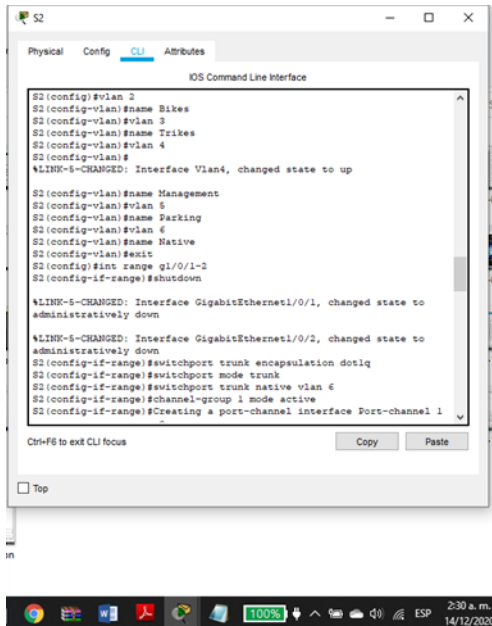 S2
Physical Config CLI Attributes
IOS Command Line Interface
S2(config)#vlan 2
S2(config-vlan)#name Bikes
S2(config-vlan)#vlan 3
S2(config-vlan)#name Trikes
S2(config-vlan)#vlan 4
S2(config-vlan)#
%LINK-5-CHANGED: Interface Vlan4, changed state to up
S2(config-vlan)#name Management
S2(config-vlan)#vlan 5
S2(config-vlan)#name Parking
S2(config-vlan)#vlan 6
S2(config-vlan)#name Native
S2(config-vlan)#exit
S2(config)#int range g1/0/1-2
S2(config-if-range)#shutdown
%LINK-5-CHANGED: Interface GigabitEthernet1/0/1, changed state to
administratively down
%LINK-5-CHANGED: Interface GigabitEthernet1/0/2, changed state to
administratively down
S2(config-if-range)#switchport trunk encapsulation dot1q
S2(config-if-range)#switchport mode trunk
S2(config-if-range)#switchport trunk native vlan 6
S2(config-if-range)#channel-group 1 mode active
S2(config-if-range)#Creating a port-channel interface Port-channel 1
^
Ctrl+F6 to exit CLI focus
Copy Paste
Top
on
100% ESP 2:30 a. m.
14/12/2020